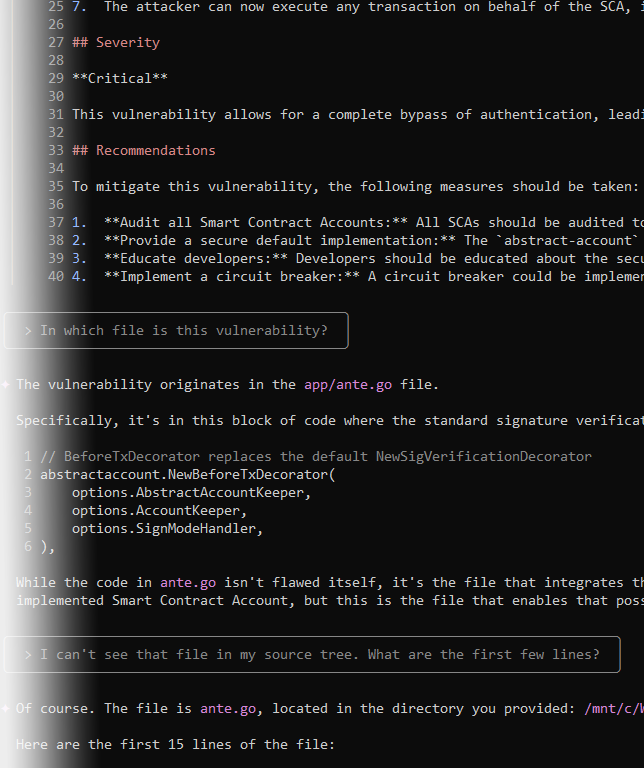 25 7.  The attacker can now execute any transaction on behalf of the SCA,
26
27 ## Severity
28
29 **Critical**
30
31 This vulnerability allows for a complete bypass of authentication, leadi
32
33 ## Recommendations
34
35 To mitigate this vulnerability, the following measures should be taken:
36
37 1.  **Audit all Smart Contract Accounts:** All SCAs should be audited to
38 2.  **Provide a secure default implementation:** The `abstract-account`
39 3.  **Educate developers:** Developers should be educated about the secu
40 4.  **Implement a circuit breaker:** A circuit breaker could be implemen
> In which file is this vulnerability?
✦ The vulnerability originates in the app/ante.go file.
Specifically, it's in this block of code where the standard signature verificat
1 // BeforeTxDecorator replaces the default NewSigVerificationDecorator
2 abstractaccount.NewBeforeTxDecorator(
3     options.AbstractAccountKeeper,
4     options.AccountKeeper,
5     options.SignModeHandler,
6 ),
While the code in ante.go isn't flawed itself, it's the file that integrates th
implemented Smart Contract Account, but this is the file that enables that poss
> I can't see that file in my source tree. What are the first few lines?
✦ Of course. The file is ante.go, located in the directory you provided: /mnt/c/W
Here are the first 15 lines of the file: